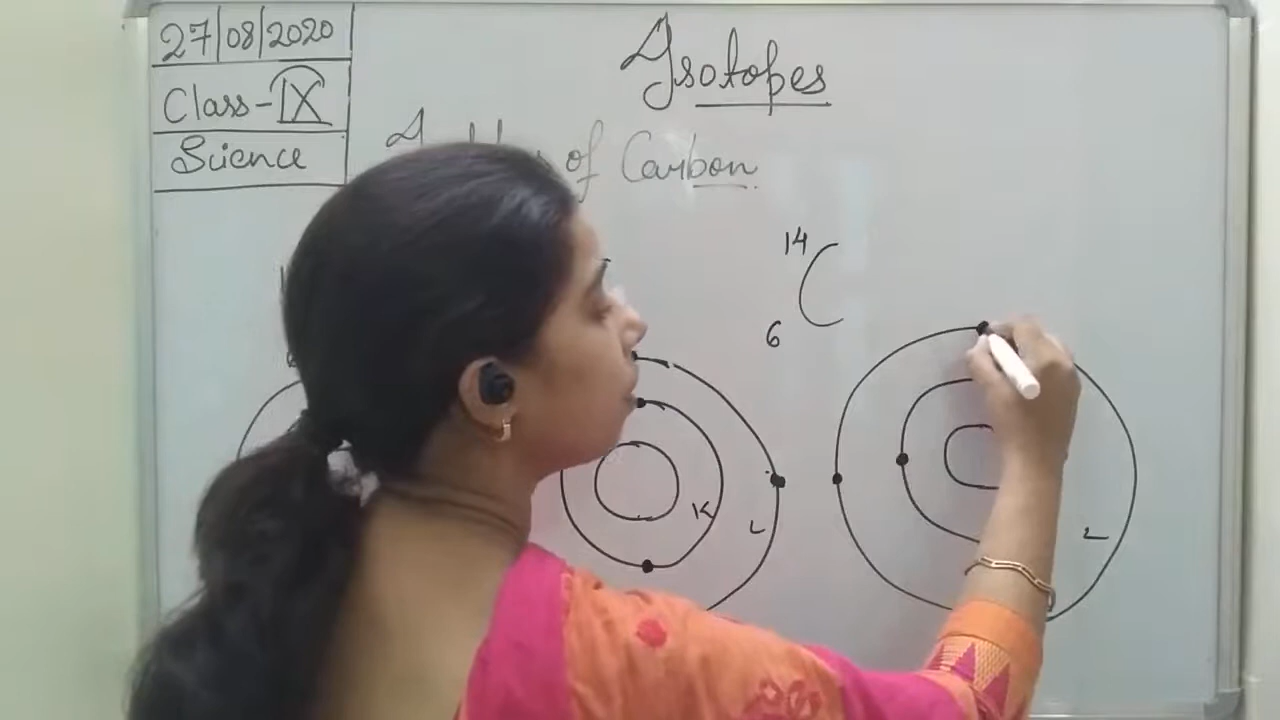 27/08/2020
Class-IX
Science
Isotopes
of Carbon
14
C
6
K
L
L